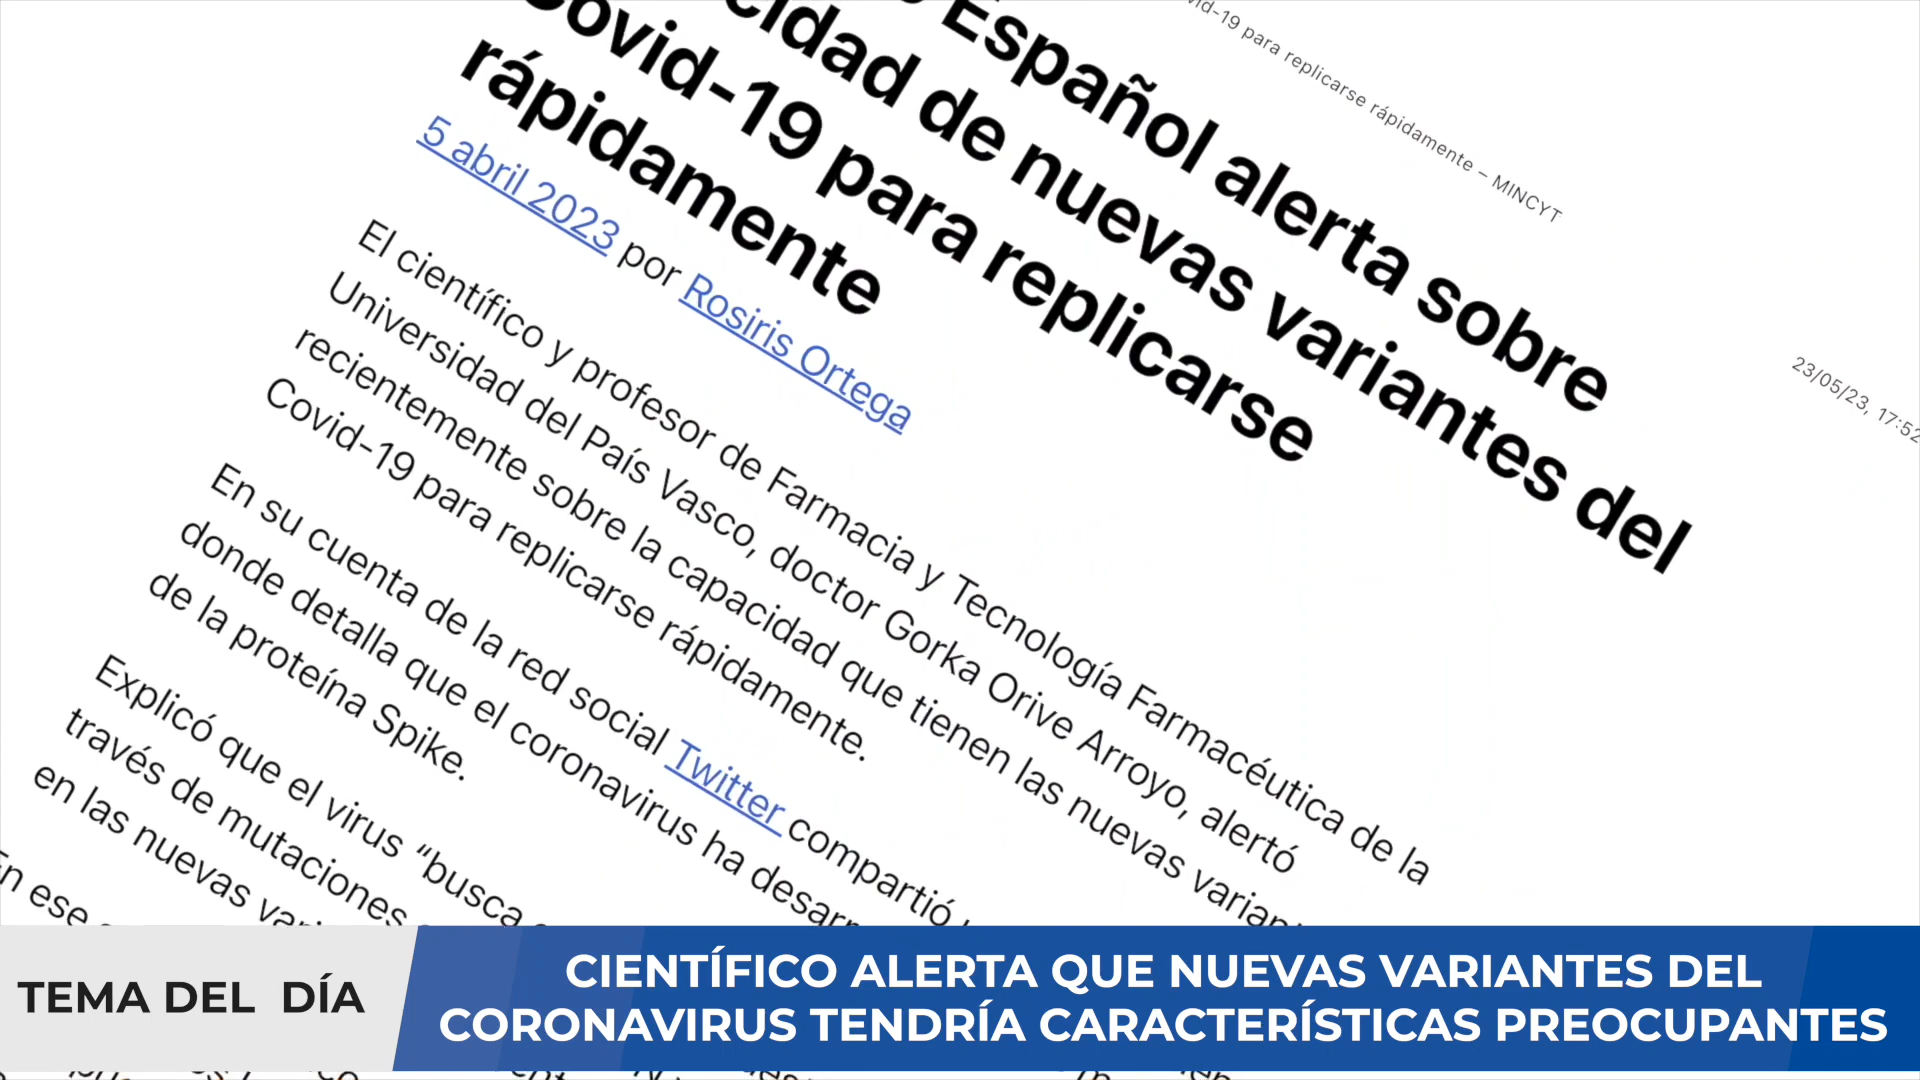 Covid-19 para replicarse rápidamente – MINCYT
23/05/23, 17:52
Español alerta sobre
cidad de nuevas variantes del
Covid-19 para replicarse
rápidamente
5 abril 2023 por Rosiris Ortega
El científico y profesor de Farmacia y Tecnología Farmacéutica de la
Universidad del País Vasco, doctor Gorka Orive Arroyo, alertó
recientemente sobre la capacidad que tienen las nuevas
Covid-19 para replicarse rápidamente.
En su cuenta de la red social Twitter compartió
donde detalla que el coronavirus ha
de la proteína Spike.
Explicó que el virus “busca
través de mutaciones
en las nuevas
En ese
TEMA DEL DÍA
CIENTÍFICO ALERTA QUE NUEVAS VARIANTES DEL
CORONAVIRUS TENDRÍA CARACTERÍSTICAS PREOCUPANTES